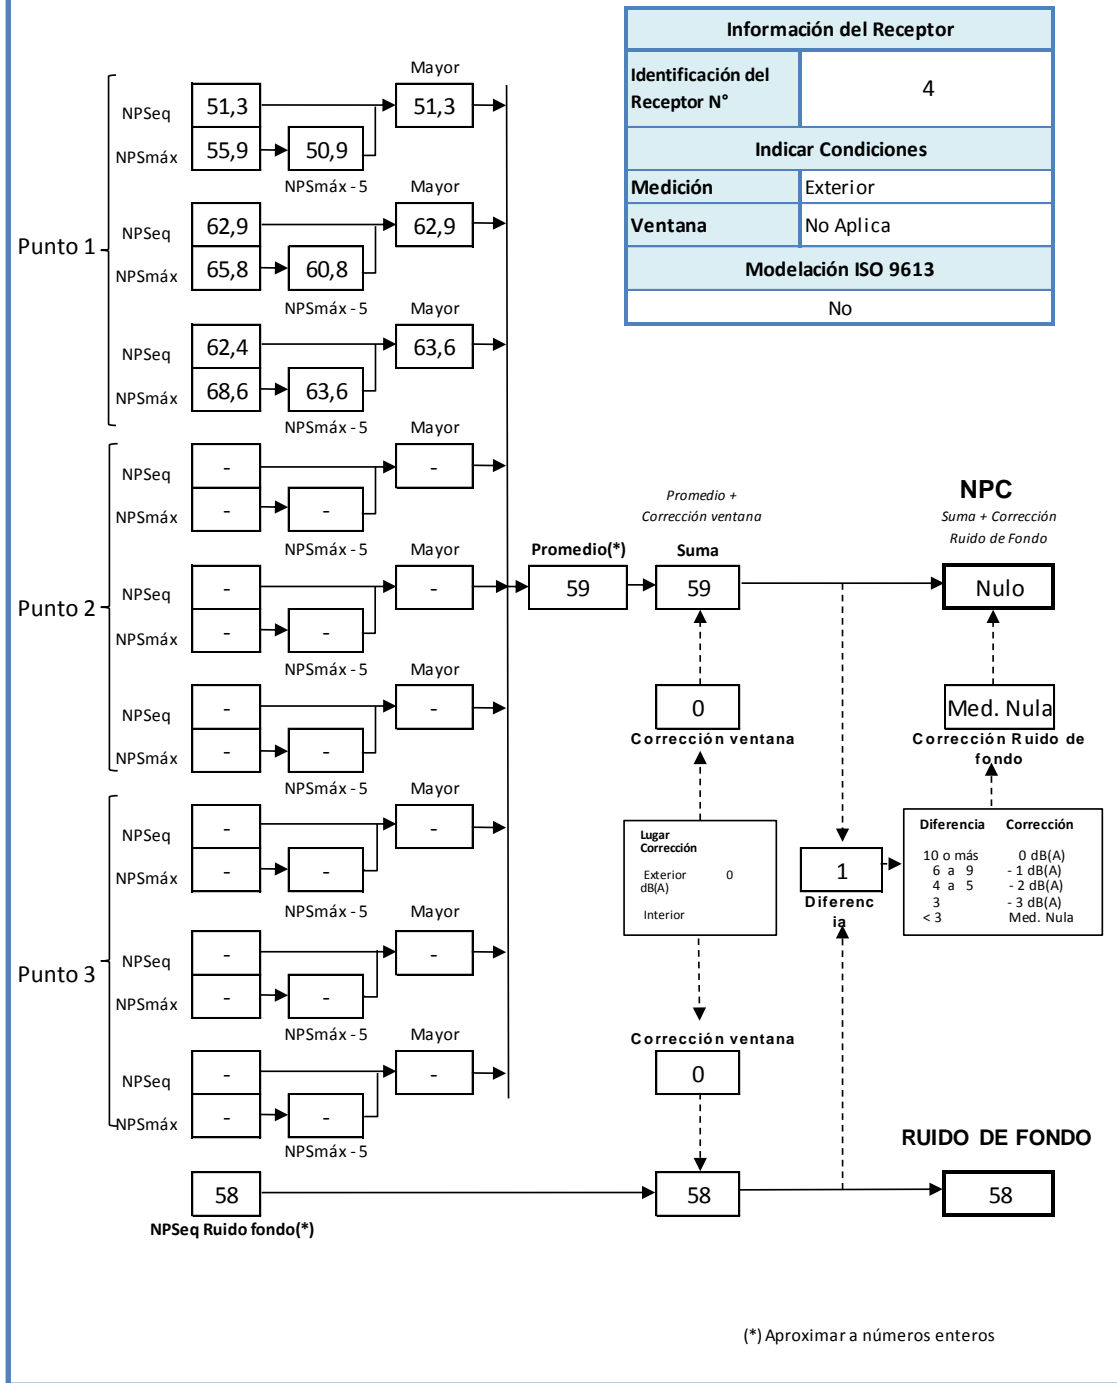 Información del Receptor
Identificación del
Receptor N°
4
Indicar Condiciones
Medición
Exterior
Ventana
No Aplica
Modelación ISO 9613
No
Punto 1
Mayor
NPSeq
51,3
51,3
NPSmáx
55,9
50,9
NPSmáx - 5
Mayor
NPSeq
62,9
62,9
NPSmáx
65,8
60,8
NPSmáx - 5
Mayor
NPSeq
62,4
63,6
NPSmáx
68,6
63,6
NPSmáx - 5
Punto 2
Mayor
NPSeq
-
-
NPSmáx
-
-
NPSmáx - 5
Mayor
NPSeq
-
-
NPSmáx
-
-
NPSmáx - 5
Mayor
NPSeq
-
-
NPSmáx
-
-
NPSmáx - 5
Punto 3
Mayor
NPSeq
-
-
NPSmáx
-
-
NPSmáx - 5
Mayor
NPSeq
-
-
NPSmáx
-
-
NPSmáx - 5
Mayor
NPSeq
-
-
NPSmáx
-
-
NPSmáx - 5
58
NPSeq Ruido fondo(*)
Promedio(*)
59
Promedio +
Corrección ventana
Suma
59
0
Corrección ventana
Lugar
Corrección
Exterior 0
dB(A)
Interior
Corrección ventana
0
58
NPC
Suma + Corrección
Ruido de Fondo
Nulo
Med. Nula
Corrección Ruido de
fondo
Diferencia Corrección
10 o más 0 dB(A)
6 a 9 - 1 dB(A)
4 a 5 - 2 dB(A)
3 - 3 dB(A)
< 3 Med. Nula
1
Diferenc
ia
RUIDO DE FONDO
58
(*) Aproximar a números enteros